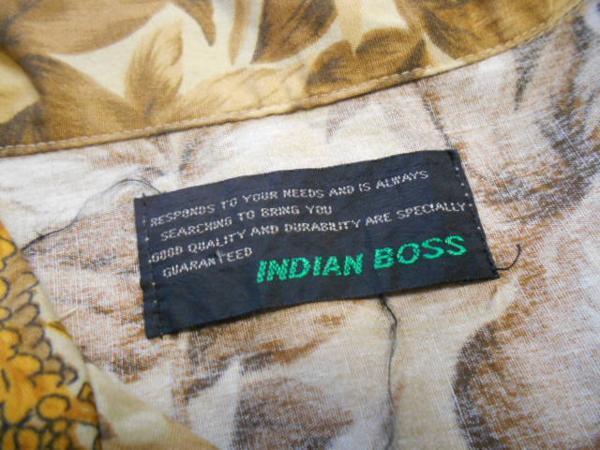 RESPONDS TO YOUR NEEDS AND IS ALWAYS
SEARCHING TO BRING YOU
GOOD QUALITY AND DURABILITY ARE SPECIALLY
GUARANTEED
INDIAN BOSS